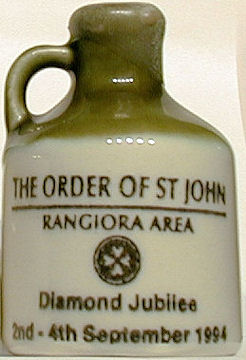 THE ORDER OF ST JOHN
RANGIORA AREA
Diamond Jubilee
2nd - 4th September 1994